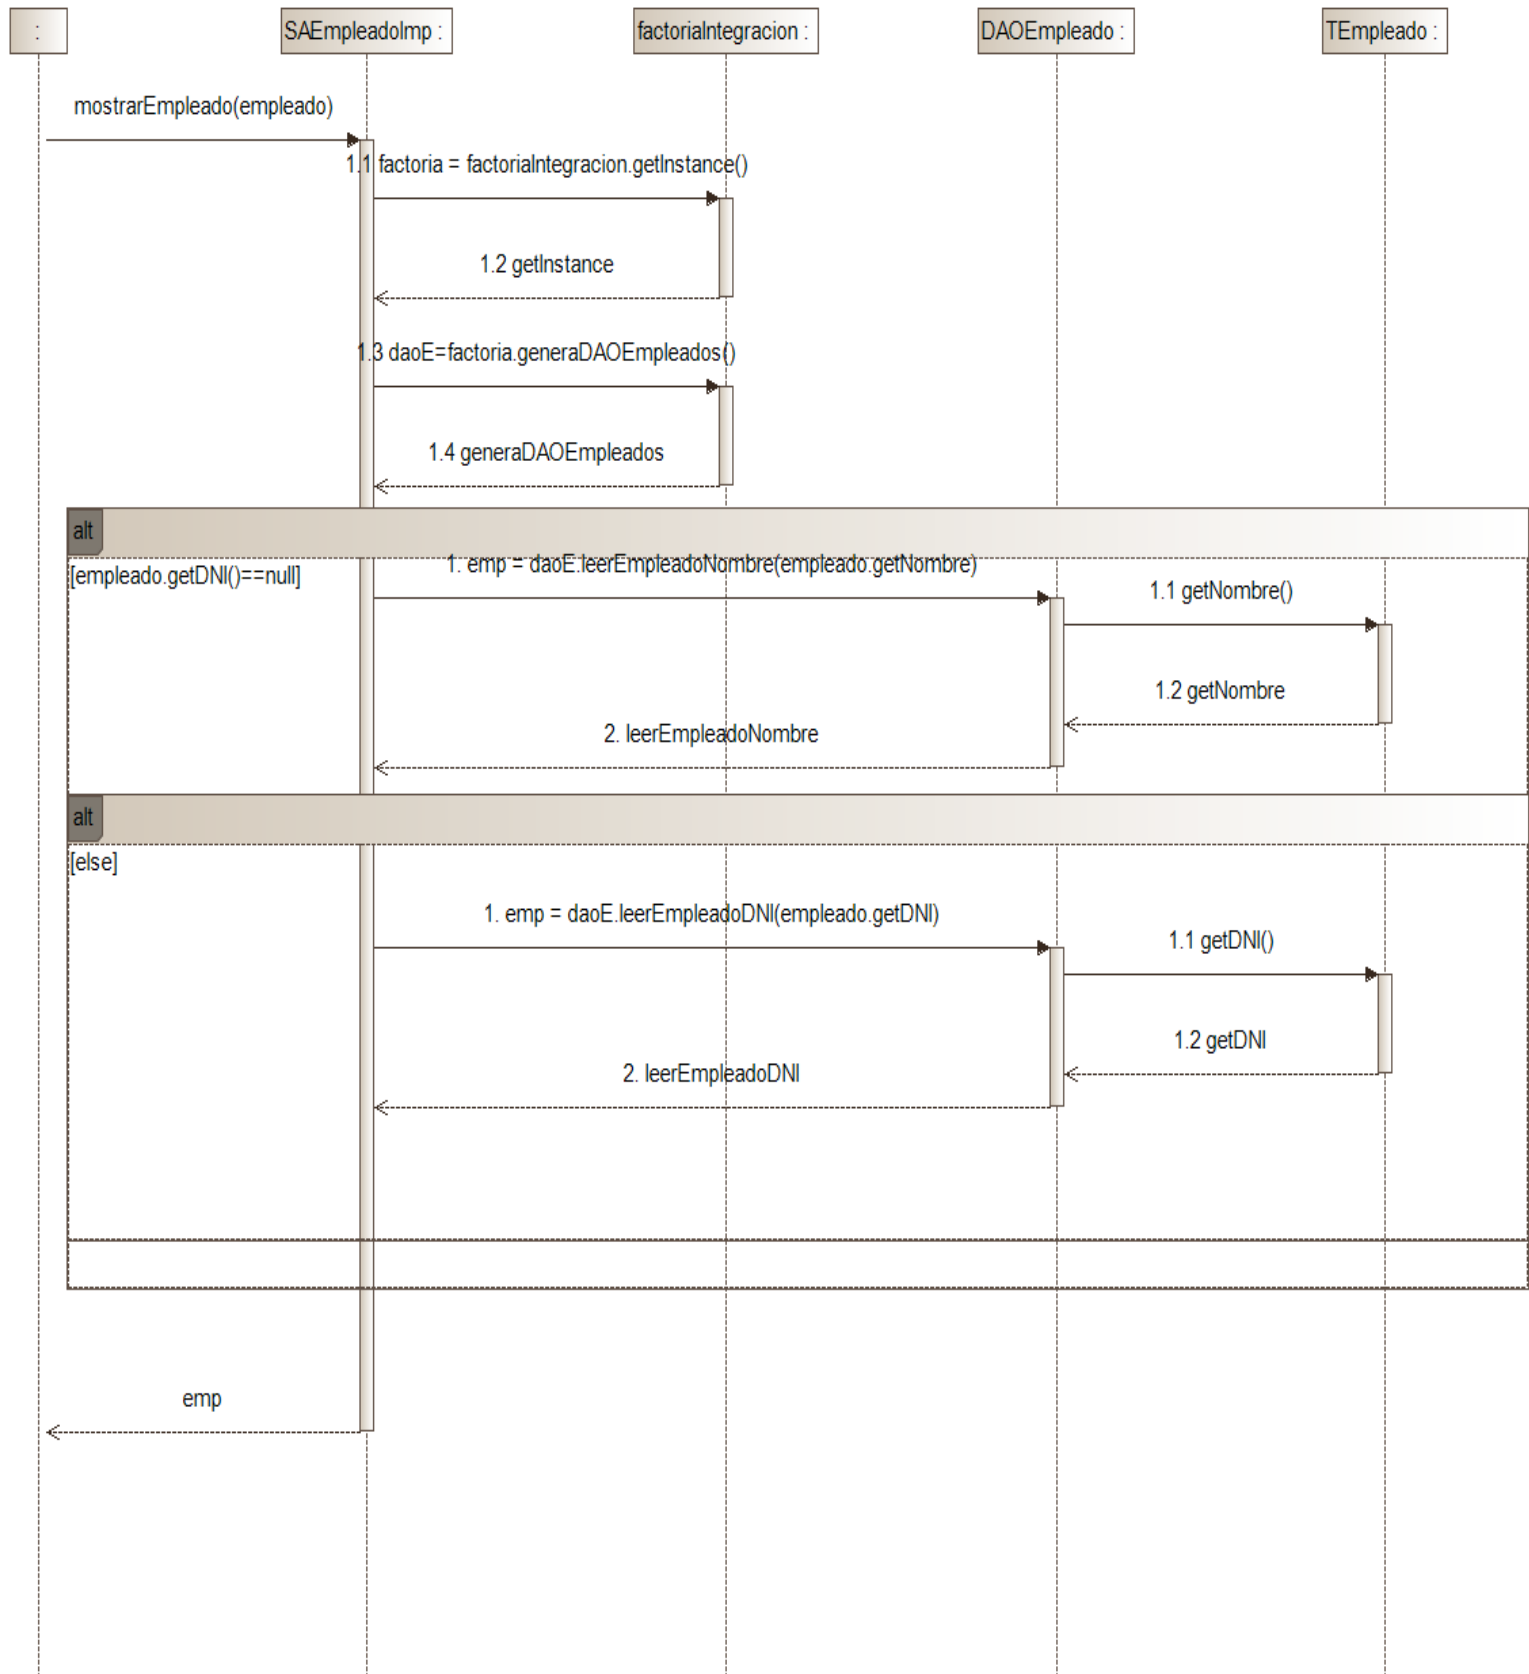 :
SAEmpleadoImp :
factoriaIntegracion :
DAOEmpleado :
TEmpleado :
mostrarEmpleado(empleado)
1.1 factoria = factoriaIntegracion.getInstance()
1.2 getInstance
1.3 daoE=factoria.generaDAOEmpleados()
1.4 generaDAOEmpleados
alt
[empleado.getDNI()==null]
1. emp = daoE.leerEmpleadoNombre(empleado.getNombre)
1.1 getNombre()
1.2 getNombre
2. leerEmpleadoNombre
alt
[else]
1. emp = daoE.leerEmpleadoDNI(empleado.getDNI)
1.1 getDNI()
1.2 getDNI
2. leerEmpleadoDNI
emp